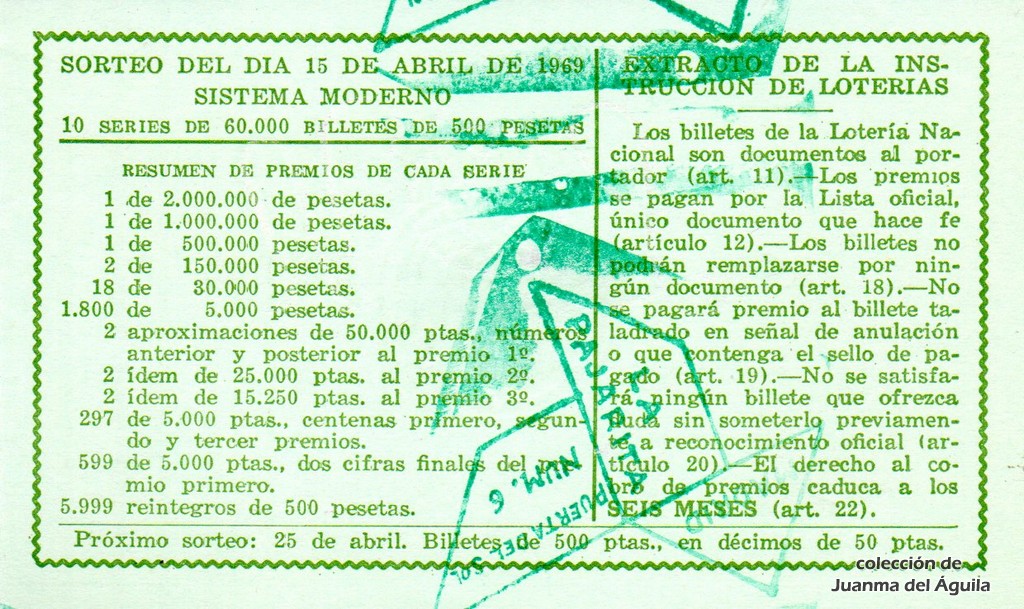 SORTEO DEL DIA 15 DE ABRIL DE 1969
SISTEMA MODERNO
10 SERIES DE 60.000 BILLETES DE 500 PESETAS
RESUMEN DE PREMIOS DE CADA SERIE
1 de 2.000.000 de pesetas.
1 de 1.000.000 de pesetas.
1 de 500.000 pesetas.
2 de 150.000 pesetas.
18 de 30.000 pesetas.
1.800 de 5.000 pesetas.
2 aproximaciones de 50.000 ptas., números
anterior y posterior al premio 1º.
2 ídem de 25.000 ptas. al premio 2º.
2 ídem de 15.250 ptas. al premio 3º.
297 de 5.000 ptas., centenas primero, segun-
do y tercer premios.
599 de 5.000 ptas., dos cifras finales del pre-
mio primero.
5.999 reintegros de 500 pesetas.
EXTRACTO DE LA INS-
TRUCCION DE LOTERIAS
Los billetes de la Lotería Na-
cional son documentos al por-
tador (art. 11).—Los premios
se pagan por la Lista oficial,
único documento que hace fe
(artículo 12).—Los billetes no
podrán remplazarse por nin-
gún documento (art. 18).—No
se pagará premio al billete ta-
ladrado en señal de anulación
o que contenga el sello de pa-
gado (art. 19).—No se satisfa-
rá ningún billete que ofrezca
duda sin someterlo previamen-
te a reconocimiento oficial (ar-
tículo 20).—El derecho al co-
bro de premios caduca a los
SEIS MESES (art. 22).
Próximo sorteo: 25 de abril. Billetes de 500 ptas., en décimos de 50 ptas.
LA
PAJARITA
PUERTA DEL SOL
NUM. 6
MADRID
colección de
Juanma del Águila